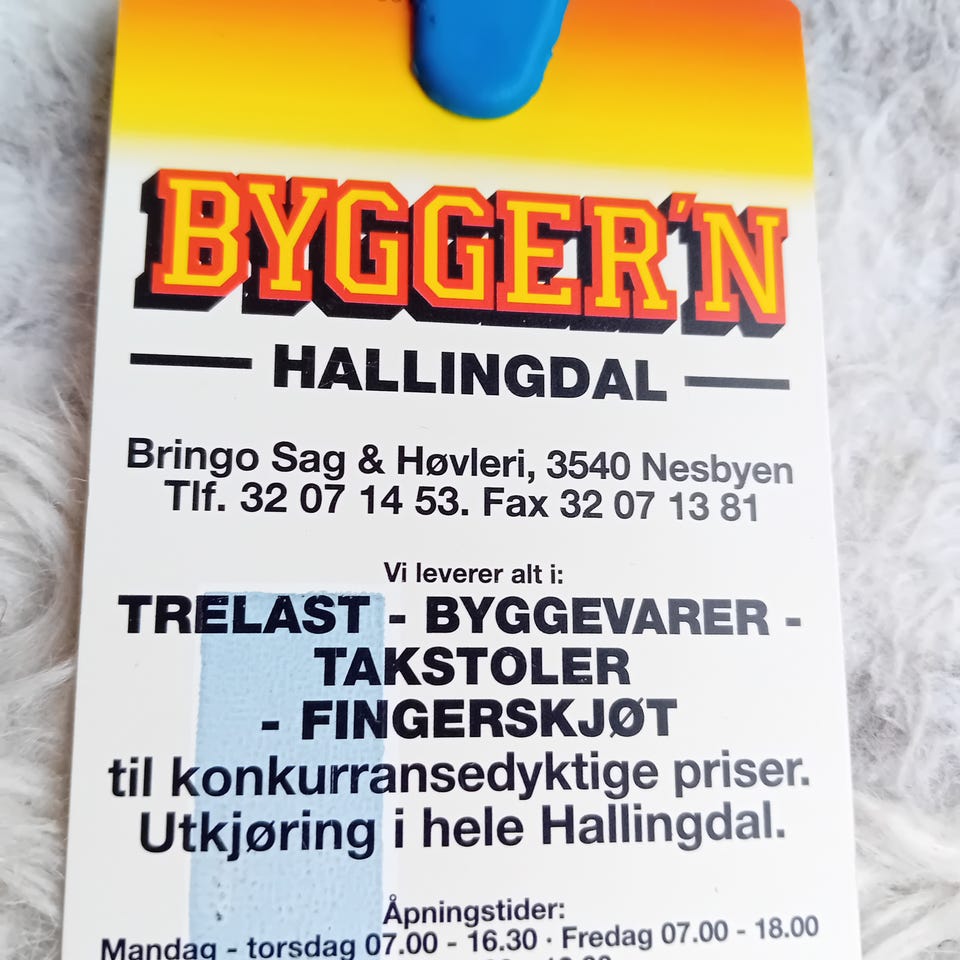 BYGGER'N
HALLINGDAL
Bringo Sag & Høvleri, 3540 Nesbyen
Tlf. 32 07 14 53. Fax 32 07 13 81
Vi leverer alt i:
TRELAST - BYGGEVARER -
TAKSTOLER
- FINGERSKJØT
til konkurransedyktige priser.
Utkjøring i hele Hallingdal.
Åpningstider:
Mandag - torsdag 07.00 - 16.30 · Fredag 07.00 - 18.00